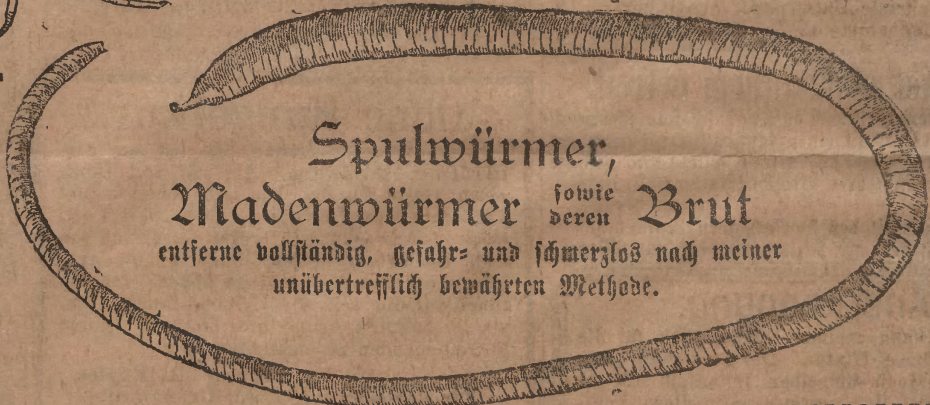 Spulwürmer,
Madenwürmer sowie deren Brut
entferne vollständig, gefahr- und schmerzlos nach meiner
unübertrefflich bewährten Methode.